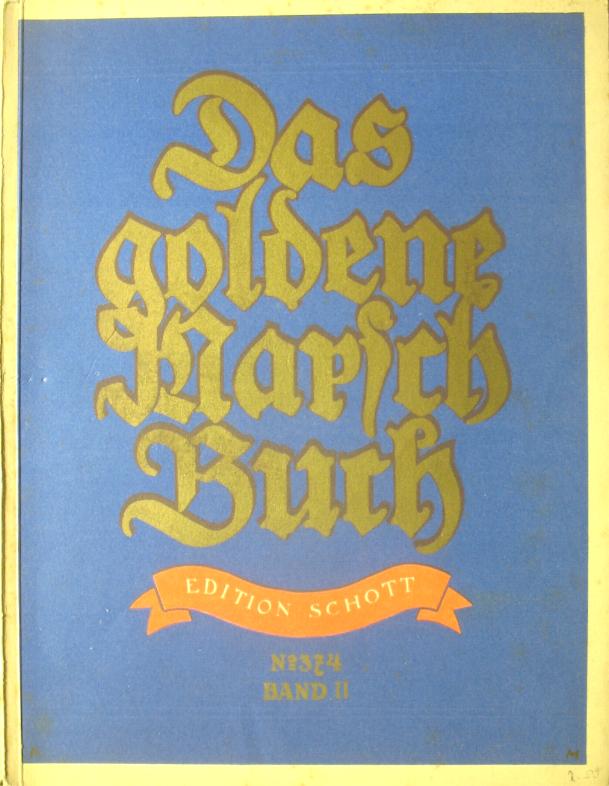 Das
goldene
Marsch
Buch
EDITION SCHOTT
Nº 374
BAND II